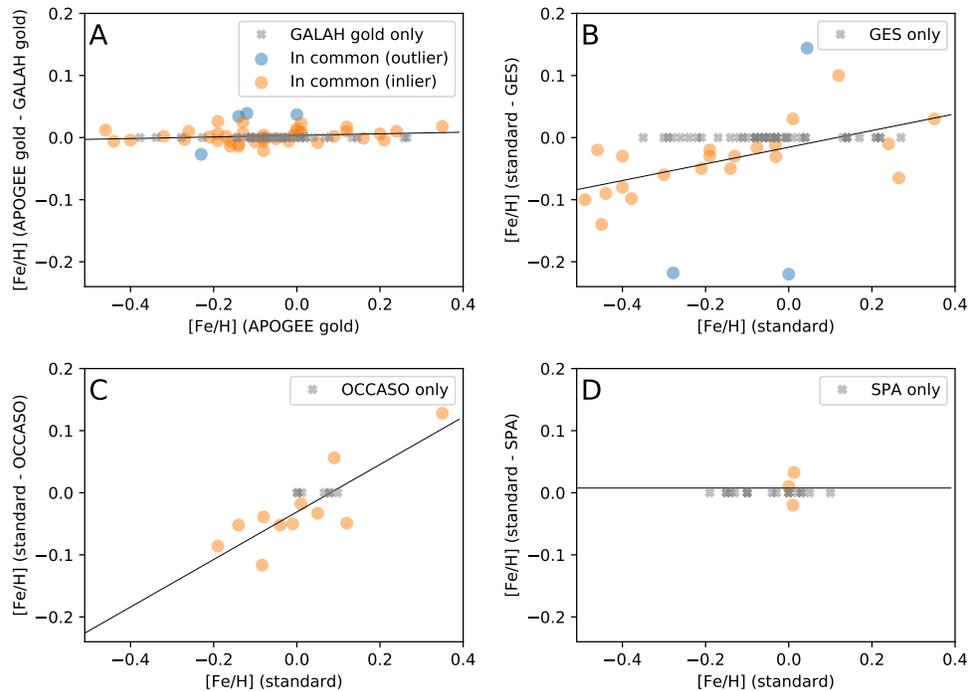 A
GALAH gold only
In common (outlier)
In common (inlier)
[Fe/H] (APOGEE gold - GALAH gold)
0.2
0.1
0.0
−0.1
−0.2
−0.4 −0.2 0.0 0.2 0.4
[Fe/H] (APOGEE gold)
B
GES only
[Fe/H] (standard - GES)
0.2
0.1
0.0
−0.1
−0.2
−0.4 −0.2 0.0 0.2 0.4
[Fe/H] (standard)
C
OCCASO only
[Fe/H] (standard - OCCASO)
0.2
0.1
0.0
−0.1
−0.2
−0.4 −0.2 0.0 0.2 0.4
[Fe/H] (standard)
D
SPA only
[Fe/H] (standard - SPA)
0.2
0.1
0.0
−0.1
−0.2
−0.4 −0.2 0.0 0.2 0.4
[Fe/H] (standard)